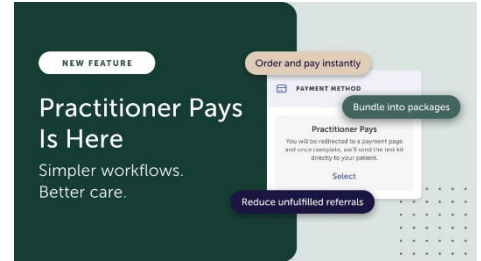 NEW FEATURE
Practitioner Pays
Is Here
Simpler workflows.
Better care.
Order and pay instantly
PAYMENT METHOD
Bundle into packages
Practitioner Pays
You will be redirected to a payment page
and once complete, we'll send the test kit
directly to your patient.
Select
Reduce unfulfilled referrals